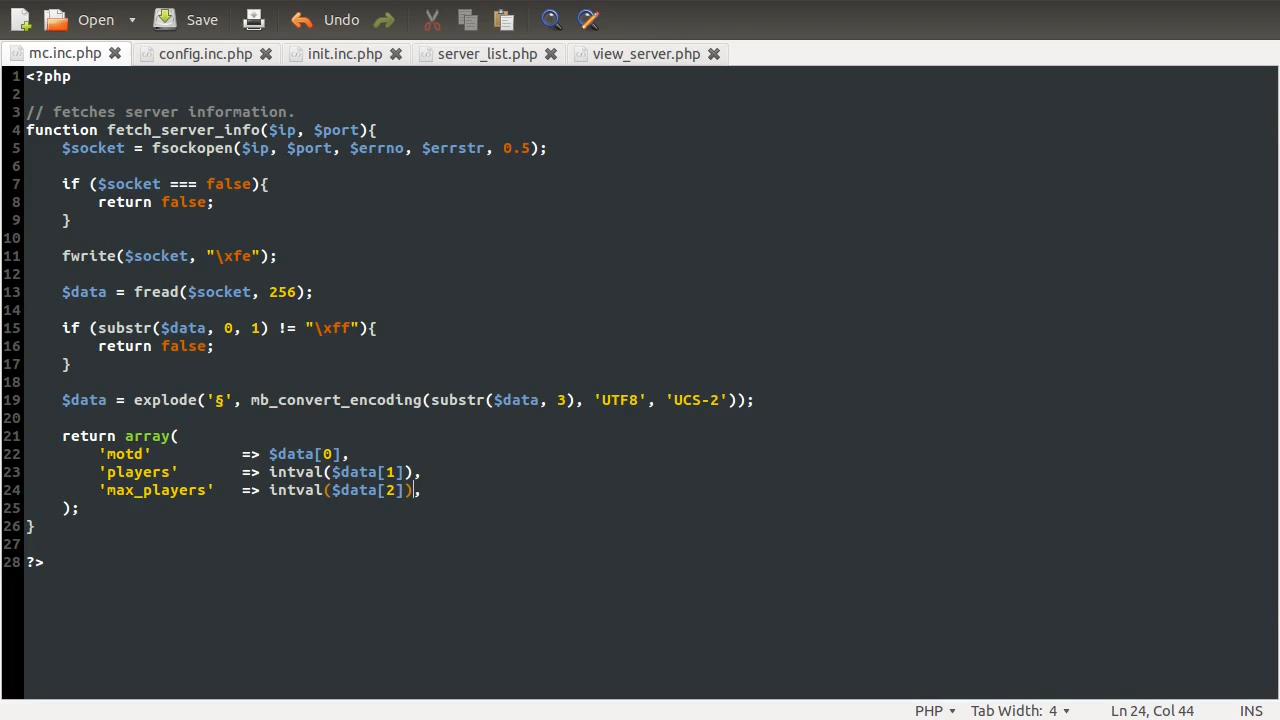 Open Save Undo
mc.inc.php config.inc.php init.inc.php server_list.php view_server.php
1 <?php
2
3 // fetches server information.
4 function fetch_server_info($ip, $port){
5     $socket = fsockopen($ip, $port, $errno, $errstr, 0.5);
6
7     if ($socket === false){
8         return false;
9     }
10
11     fwrite($socket, "\xfe");
12
13     $data = fread($socket, 256);
14
15     if (substr($data, 0, 1) != "\xff"){
16         return false;
17     }
18
19     $data = explode('§', mb_convert_encoding(substr($data, 3), 'UTF8', 'UCS-2'));
20
21     return array(
22         'motd'          => $data[0],
23         'players'       => intval($data[1]),
24         'max_players'   => intval($data[2]),
25     );
26 }
27
28 ?>
PHP Tab Width: 4 Ln 24, Col 44 INS